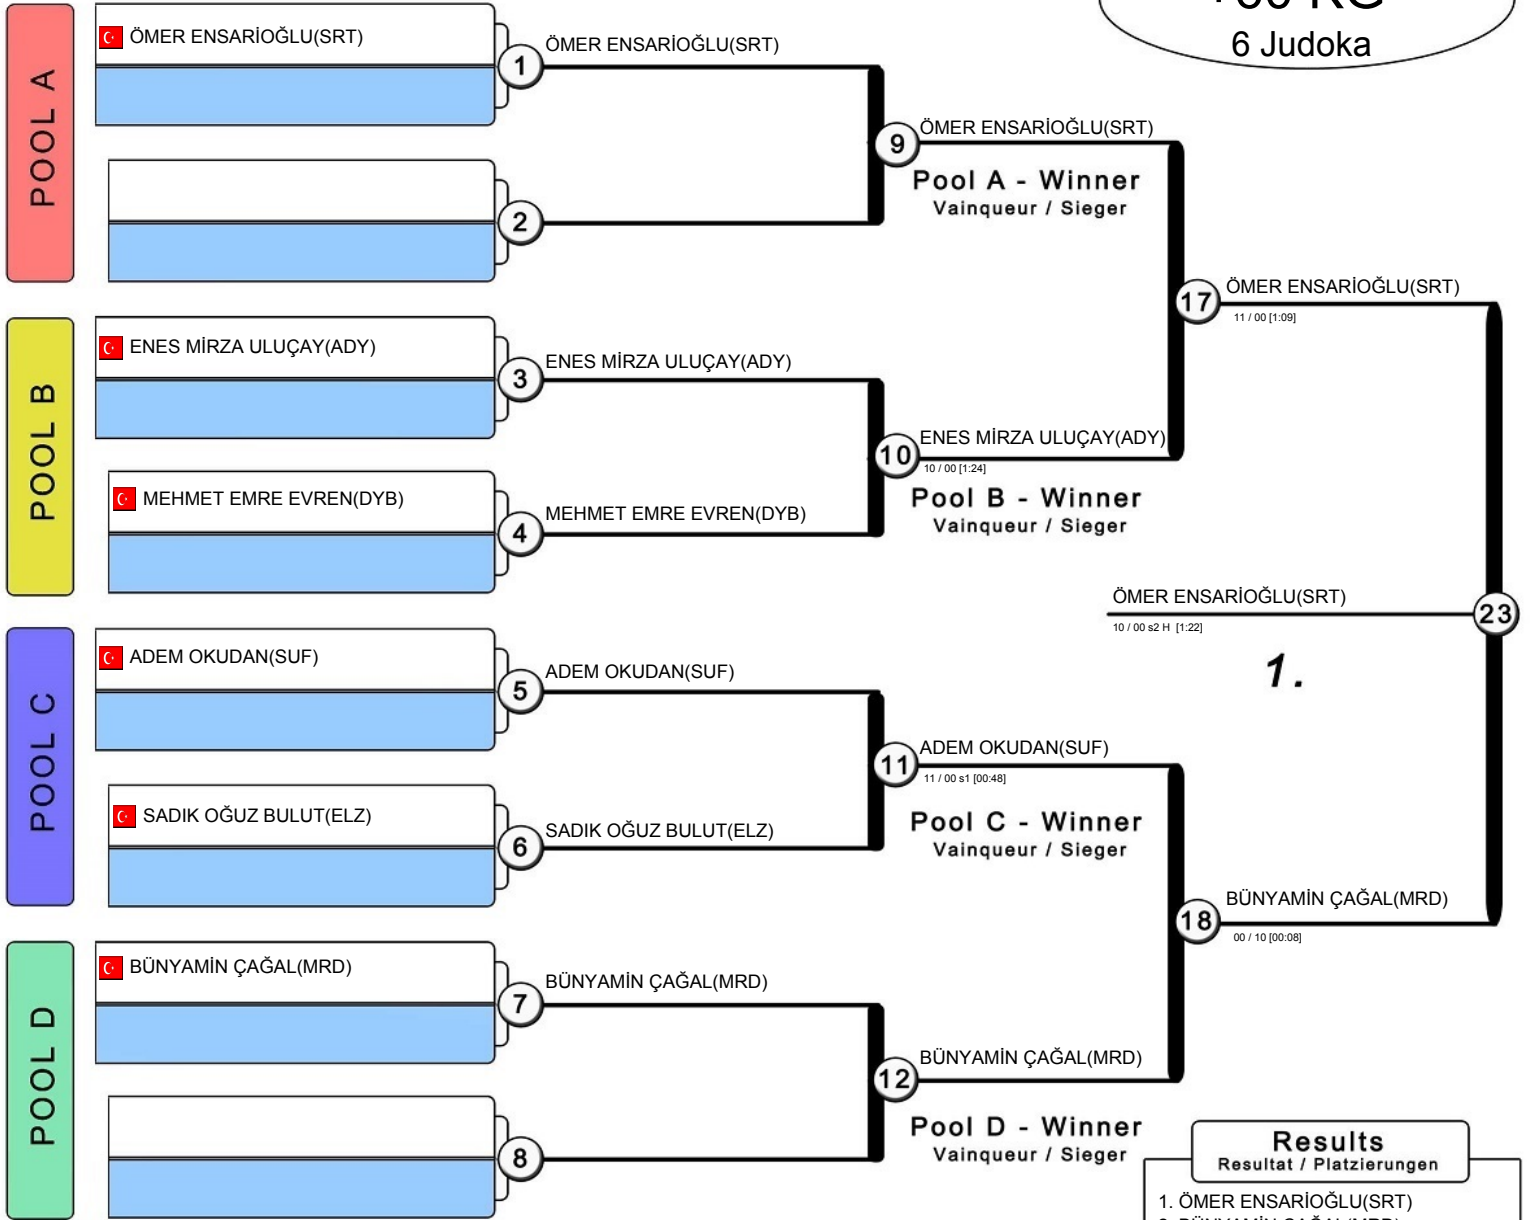 6 Judoka
POOL A
ÖMER ENSARİOĞLU(SRT)
1
ÖMER ENSARİOĞLU(SRT)
2
9
ÖMER ENSARİOĞLU(SRT)
Pool A - Winner
Vainqueur / Sieger
POOL B
ENES MİRZA ULUÇAY(ADY)
3
ENES MİRZA ULUÇAY(ADY)
MEHMET EMRE EVREN(DYB)
4
MEHMET EMRE EVREN(DYB)
10
ENES MİRZA ULUÇAY(ADY)
10 / 00 [1:24]
Pool B - Winner
Vainqueur / Sieger
17
ÖMER ENSARİOĞLU(SRT)
11 / 00 [1:09]
POOL C
ADEM OKUDAN(SUF)
5
ADEM OKUDAN(SUF)
SADIK OĞUZ BULUT(ELZ)
6
SADIK OĞUZ BULUT(ELZ)
11
ADEM OKUDAN(SUF)
11 / 00 s1 [00:48]
Pool C - Winner
Vainqueur / Sieger
POOL D
BÜNYAMİN ÇAĞAL(MRD)
7
BÜNYAMİN ÇAĞAL(MRD)
8
12
BÜNYAMİN ÇAĞAL(MRD)
Pool D - Winner
Vainqueur / Sieger
18
BÜNYAMİN ÇAĞAL(MRD)
00 / 10 [00:08]
23
ÖMER ENSARİOĞLU(SRT)
10 / 00 s2 H [1:22]
1.
Results
Resultat / Platzierungen
1. ÖMER ENSARİOĞLU(SRT)